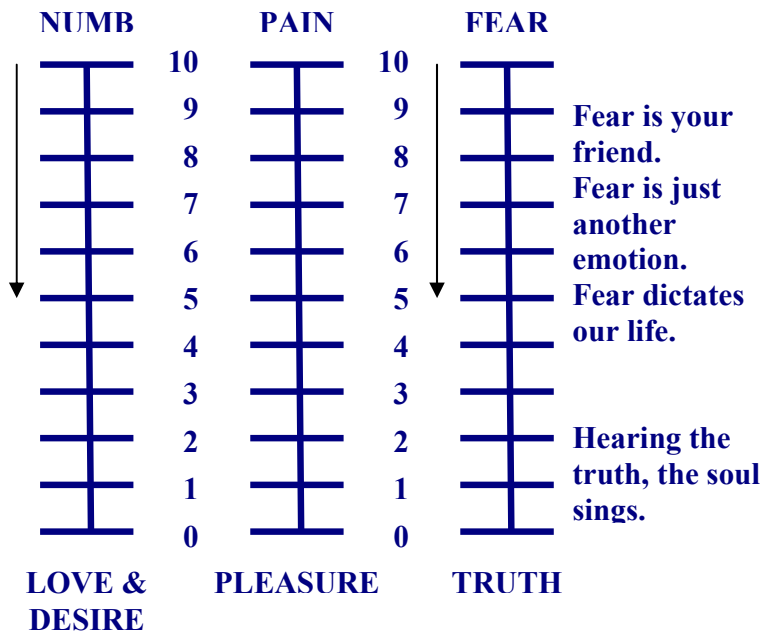 NUMB PAIN FEAR
10 10
9 9
8 8
7 7
6 6
5 5
4 4
3 3
2 2
1 1
0 0
Fear is your
friend.
Fear is just
another
emotion.
Fear dictates
our life.
Hearing the
truth, the soul
sings.
LOVE & PLEASURE TRUTH
DESIRE